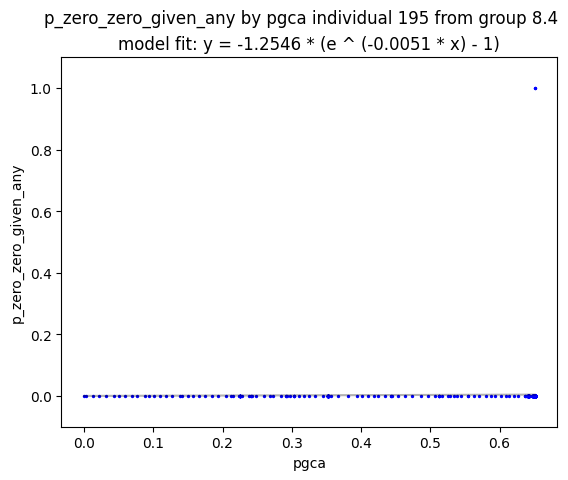 p_zero_zero_given_any by pgca individual 195 from group 8.4
model fit: y = -1.2546 * (e ^ (-0.0051 * x) - 1)
1.0
0.8
0.6
0.4
0.2
0.0
p_zero_zero_given_any
0.0 0.1 0.2 0.3 0.4 0.5 0.6
pgca